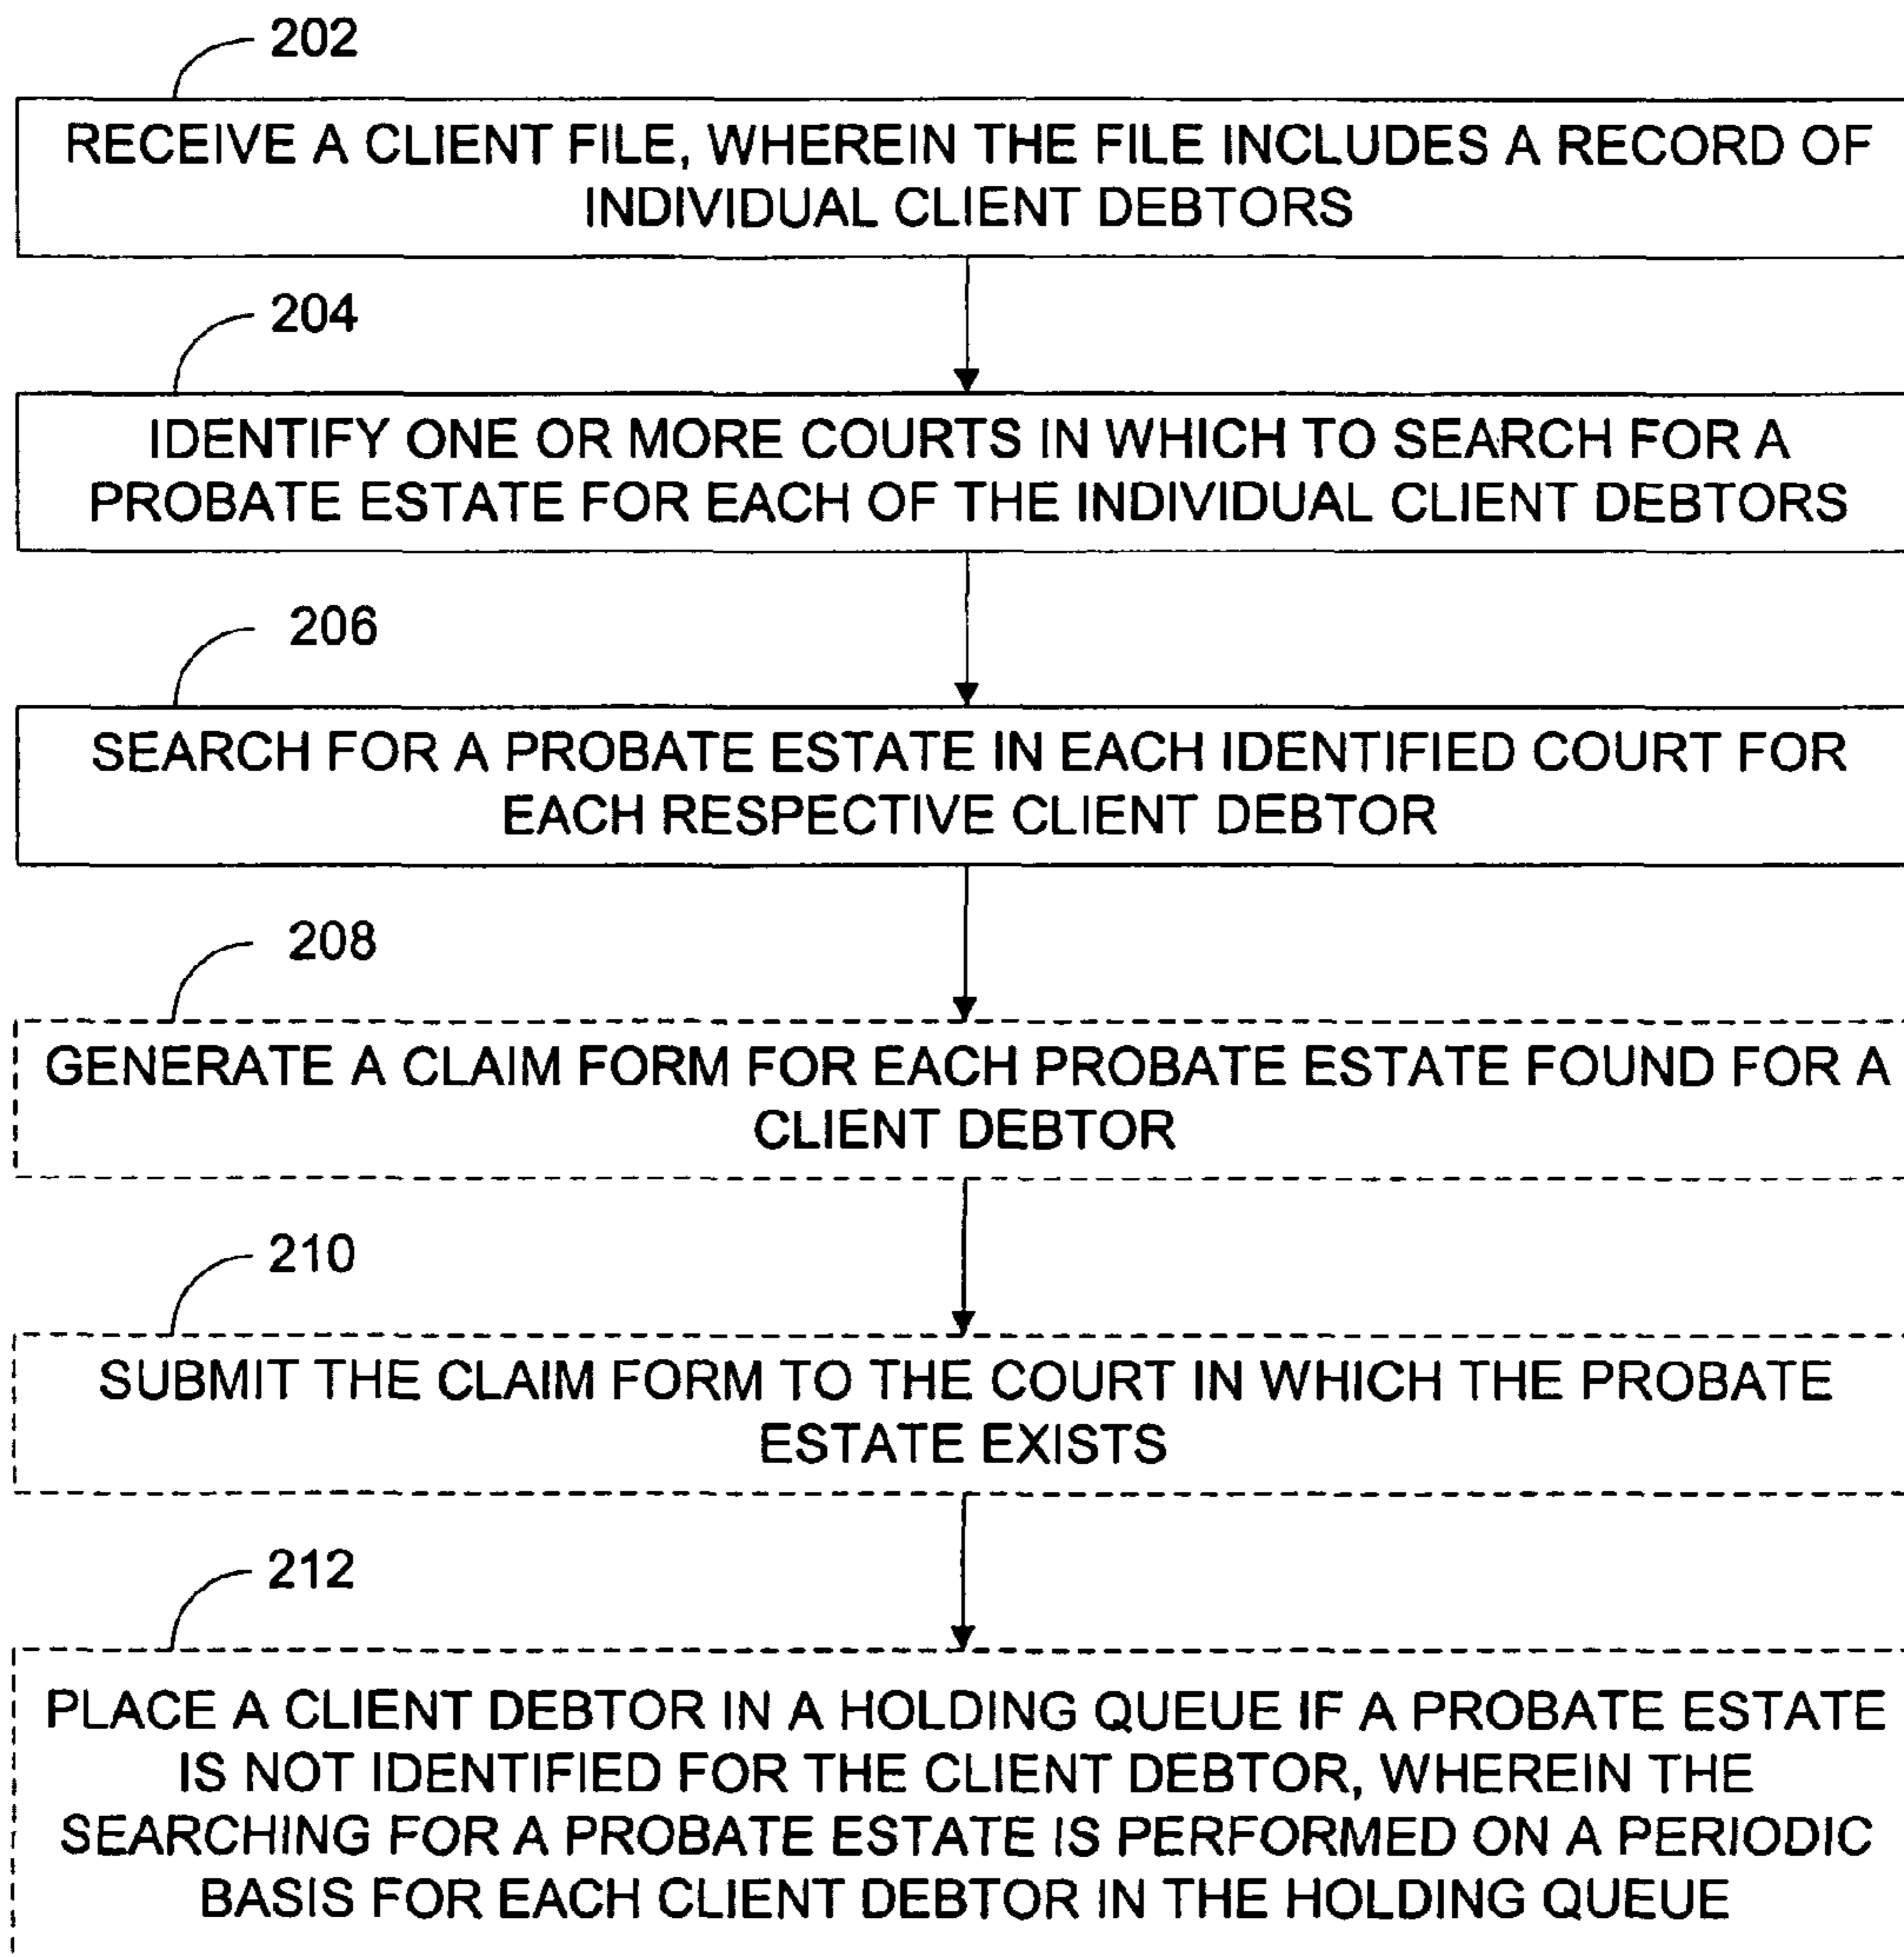 202
RECEIVE A CLIENT FILE, WHEREIN THE FILE INCLUDES A RECORD OF
INDIVIDUAL CLIENT DEBTORS
204
IDENTIFY ONE OR MORE COURTS IN WHICH TO SEARCH FOR A
PROBATE ESTATE FOR EACH OF THE INDIVIDUAL CLIENT DEBTORS
206
SEARCH FOR A PROBATE ESTATE IN EACH IDENTIFIED COURT FOR
EACH RESPECTIVE CLIENT DEBTOR
208
GENERATE A CLAIM FORM FOR EACH PROBATE ESTATE FOUND FOR A
CLIENT DEBTOR
210
SUBMIT THE CLAIM FORM TO THE COURT IN WHICH THE PROBATE
ESTATE EXISTS
212
PLACE A CLIENT DEBTOR IN A HOLDING QUEUE IF A PROBATE ESTATE
IS NOT IDENTIFIED FOR THE CLIENT DEBTOR, WHEREIN THE
SEARCHING FOR A PROBATE ESTATE IS PERFORMED ON A PERIODIC
BASIS FOR EACH CLIENT DEBTOR IN THE HOLDING QUEUE